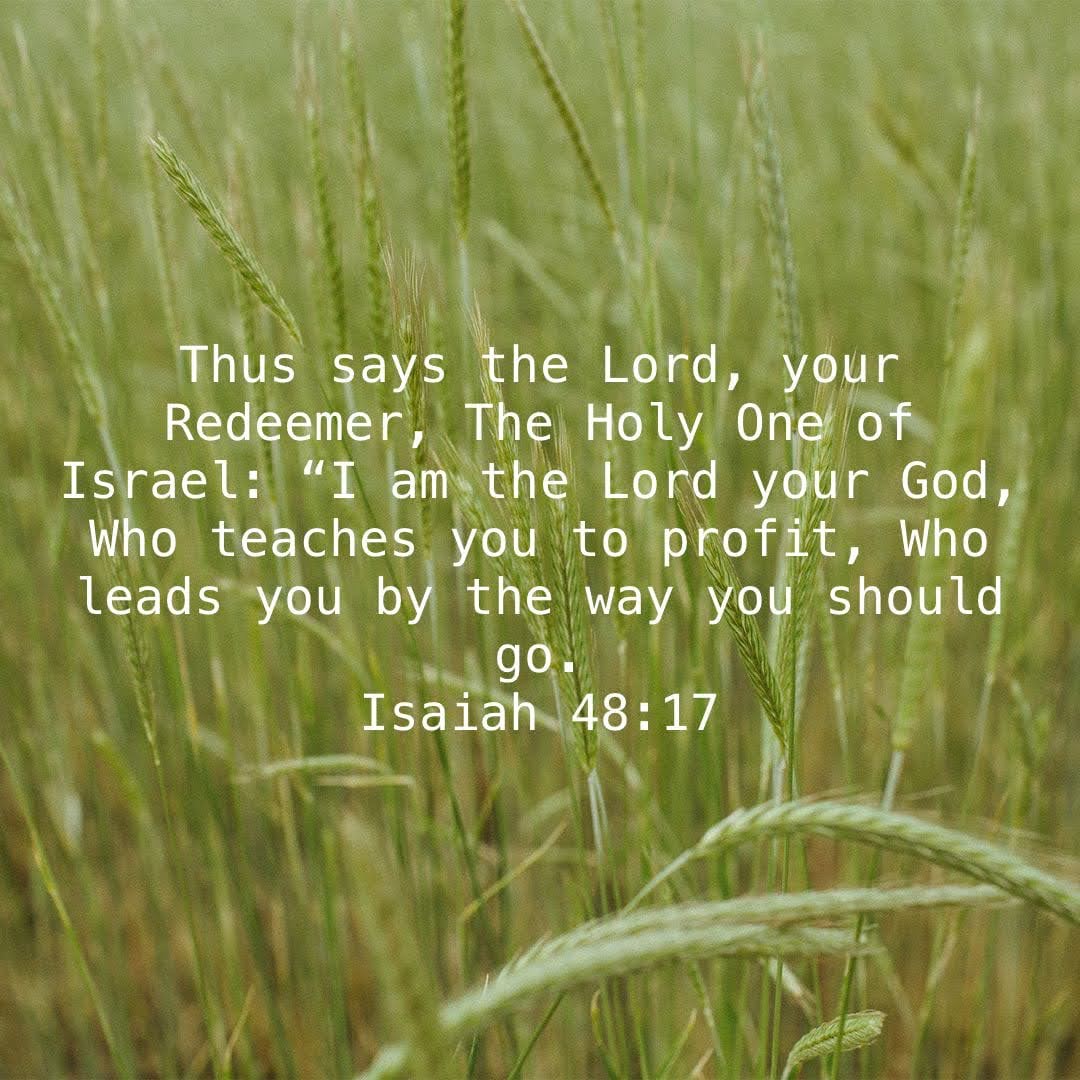 Thus says the Lord, your
Redeemer, The Holy One of
Israel: “I am the Lord your God,
Who teaches you to profit, Who
leads you by the way you should
go.
Isaiah 48:17